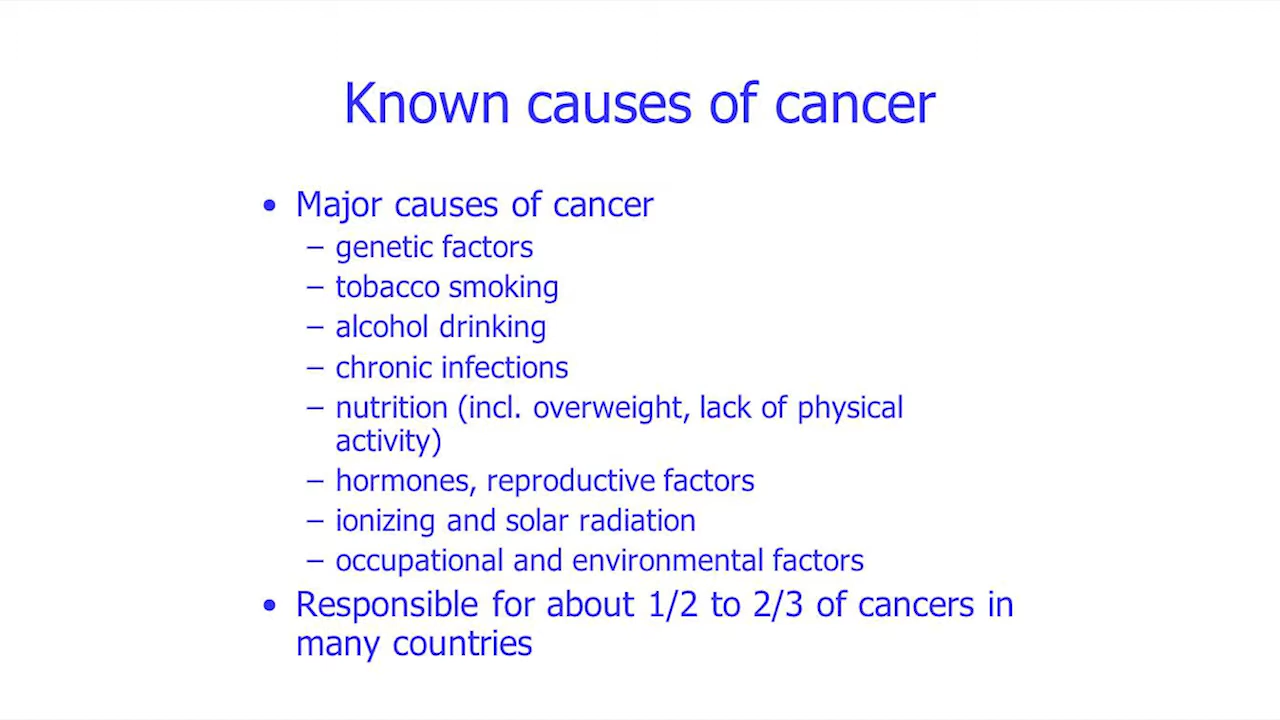 Known causes of cancer
• Major causes of cancer
– genetic factors
– tobacco smoking
– alcohol drinking
– chronic infections
– nutrition (incl. overweight, lack of physical
activity)
– hormones, reproductive factors
– ionizing and solar radiation
– occupational and environmental factors
• Responsible for about 1/2 to 2/3 of cancers in
many countries